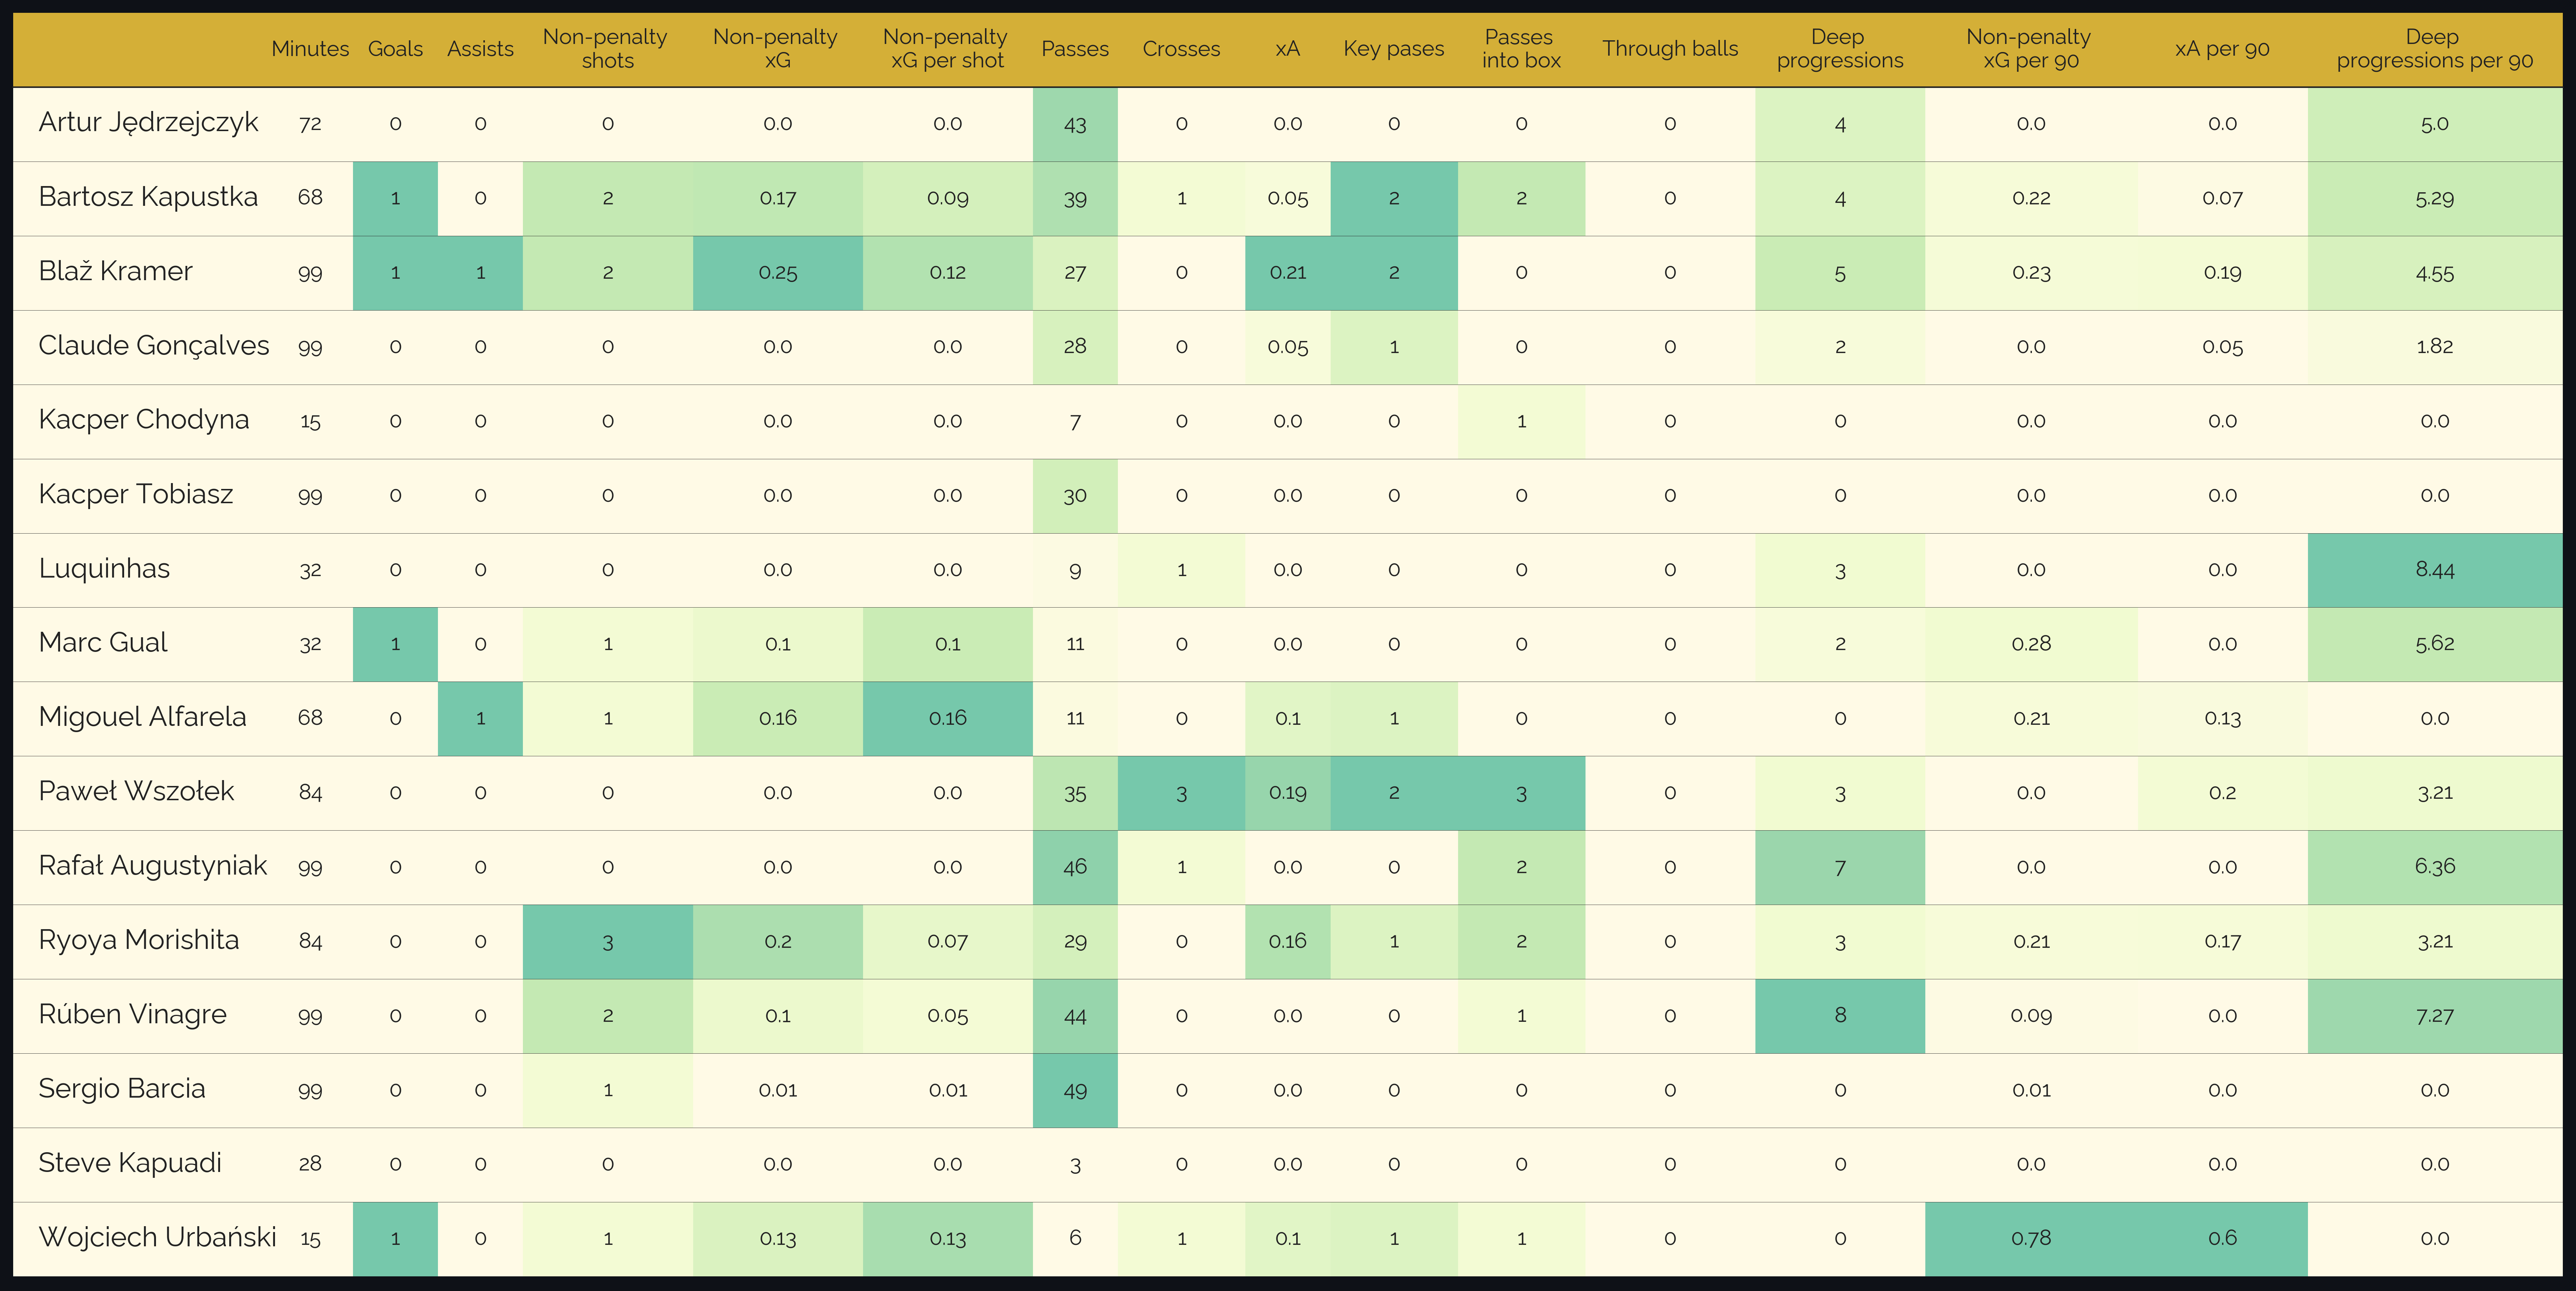 Minutes Goals Assists Non-penalty shots Non-penalty xG Non-penalty xG per shot Passes Crosses xA Key pases Passes into box Through balls Deep progressions Non-penalty xG per 90 xA per 90 Deep progressions per 90
Artur Jędrzejczyk 72 0 0 0 0.0 0.0 43 0 0.0 0 0 0 4 0.0 0.0 5.0
Bartosz Kapustka 68 1 0 2 0.17 0.09 39 1 0.05 2 2 0 4 0.22 0.07 5.29
Blaž Kramer 99 1 1 2 0.25 0.12 27 0 0.21 2 0 0 5 0.23 0.19 4.55
Claude Gonçalves 99 0 0 0 0.0 0.0 28 0 0.05 1 0 0 2 0.0 0.05 1.82
Kacper Chodyna 15 0 0 0 0.0 0.0 7 0 0.0 0 1 0 0 0.0 0.0 0.0
Kacper Tobiasz 99 0 0 0 0.0 0.0 30 0 0.0 0 0 0 0 0.0 0.0 0.0
Luquinhas 32 0 0 0 0.0 0.0 9 1 0.0 0 0 0 3 0.0 0.0 8.44
Marc Gual 32 1 0 1 0.1 0.1 11 0 0.0 0 0 0 2 0.28 0.0 5.62
Migouel Alfarela 68 0 1 1 0.16 0.16 11 0 0.1 1 0 0 0 0.21 0.13 0.0
Paweł Wszołek 84 0 0 0 0.0 0.0 35 3 0.19 2 3 0 3 0.0 0.2 3.21
Rafał Augustyniak 99 0 0 0 0.0 0.0 46 1 0.0 0 2 0 7 0.0 0.0 6.36
Ryoya Morishita 84 0 0 3 0.2 0.07 29 0 0.16 1 2 0 3 0.21 0.17 3.21
Rúben Vinagre 99 0 0 2 0.1 0.05 44 0 0.0 0 1 0 8 0.09 0.0 7.27
Sergio Barcia 99 0 0 1 0.01 0.01 49 0 0.0 0 0 0 0 0.01 0.0 0.0
Steve Kapuadi 28 0 0 0 0.0 0.0 3 0 0.0 0 0 0 0 0.0 0.0 0.0
Wojciech Urbański 15 1 0 1 0.13 0.13 6 1 0.1 1 1 0 0 0.78 0.6 0.0